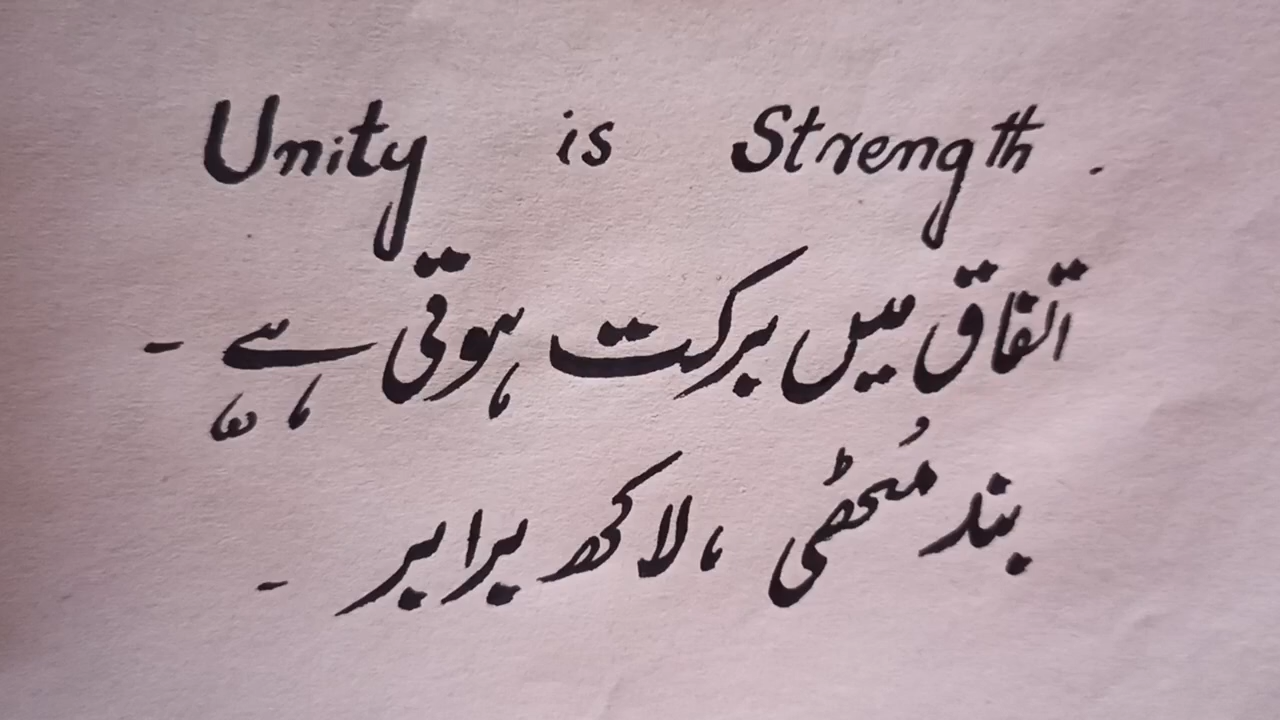 Unity is Strength.
اتفاق میں برکت ہوتی ہے۔
بند مُٹھی، لاکھ برابر۔